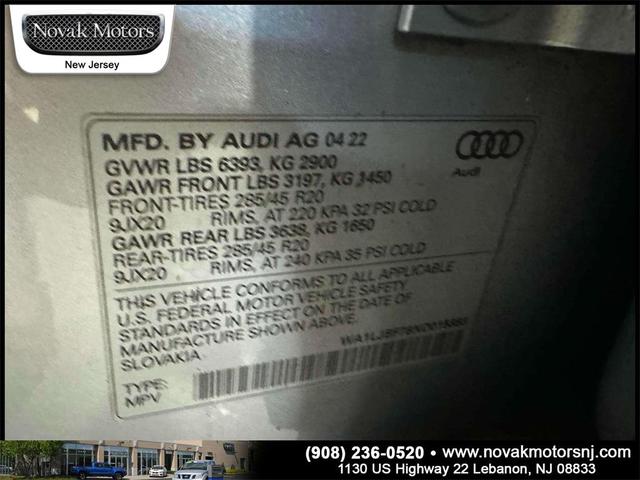 Novak Motors
New Jersey
MFD. BY AUDI AG 04 22
GVWR LBS 6393, KG 2900
GAWR FRONT LBS 3197, KG 1450
FRONT-TIRES 285/45 R20
9JX20 RIMS, AT 220 KPA 32 PSI COLD
GAWR REAR LBS 3638, KG 1650
REAR-TIRES 285/45 R20
9JX20 RIMS, AT 240 KPA 35 PSI COLD
Audi
THIS VEHICLE CONFORMS TO ALL APPLICABLE
U.S. FEDERAL MOTOR VEHICLE SAFETY
STANDARDS IN EFFECT ON THE DATE OF
MANUFACTURE SHOWN ABOVE.
SLOVAKIA
TYPE:
MPV
(908) 236-0520 • www.novakmotorsnj.com
1130 US Highway 22 Lebanon, NJ 08833